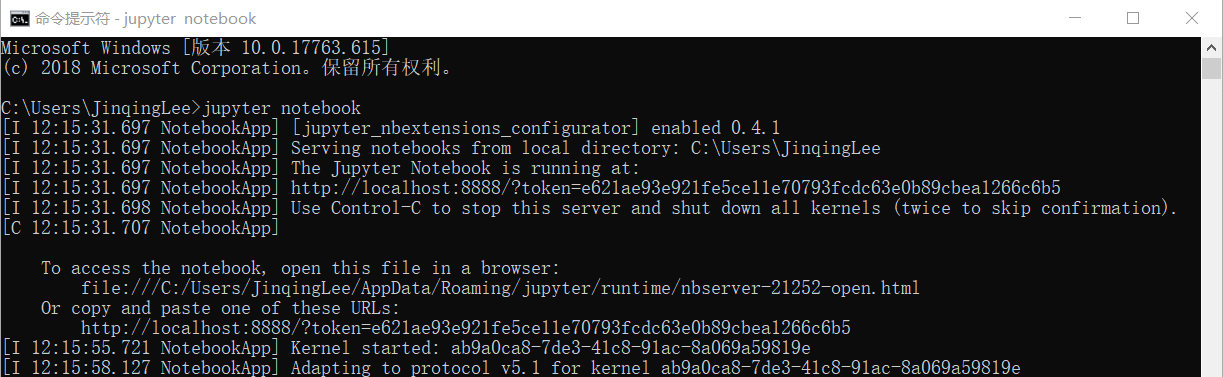 命令提示符 - jupyter  notebook
Microsoft Windows [版本 10.0.17763.615]
(c) 2018 Microsoft Corporation。保留所有权利。
C:\Users\JinqingLee>jupyter notebook
[I 12:15:31.697 NotebookApp] [jupyter_nbextensions_configurator] enabled 0.4.1
[I 12:15:31.697 NotebookApp] Serving notebooks from local directory: C:\Users\JinqingLee
[I 12:15:31.697 NotebookApp] The Jupyter Notebook is running at:
[I 12:15:31.697 NotebookApp] http://localhost:8888/?token=e621ae93e921fe5ce11e70793fcdc63e0b89cbea1266c6b5
[I 12:15:31.698 NotebookApp] Use Control-C to stop this server and shut down all kernels (twice to skip confirmation).
[C 12:15:31.707 NotebookApp]
    To access the notebook, open this file in a browser:
        file:///C:/Users/JinqingLee/AppData/Roaming/jupyter/runtime/nbserver-21252-open.html
    Or copy and paste one of these URLs:
        http://localhost:8888/?token=e621ae93e921fe5ce11e70793fcdc63e0b89cbea1266c6b5
[I 12:15:55.721 NotebookApp] Kernel started: ab9a0ca8-7de3-41c8-91ac-8a069a59819e
[I 12:15:58.127 NotebookApp] Adapting to protocol v5.1 for kernel ab9a0ca8-7de3-41c8-91ac-8a069a59819e